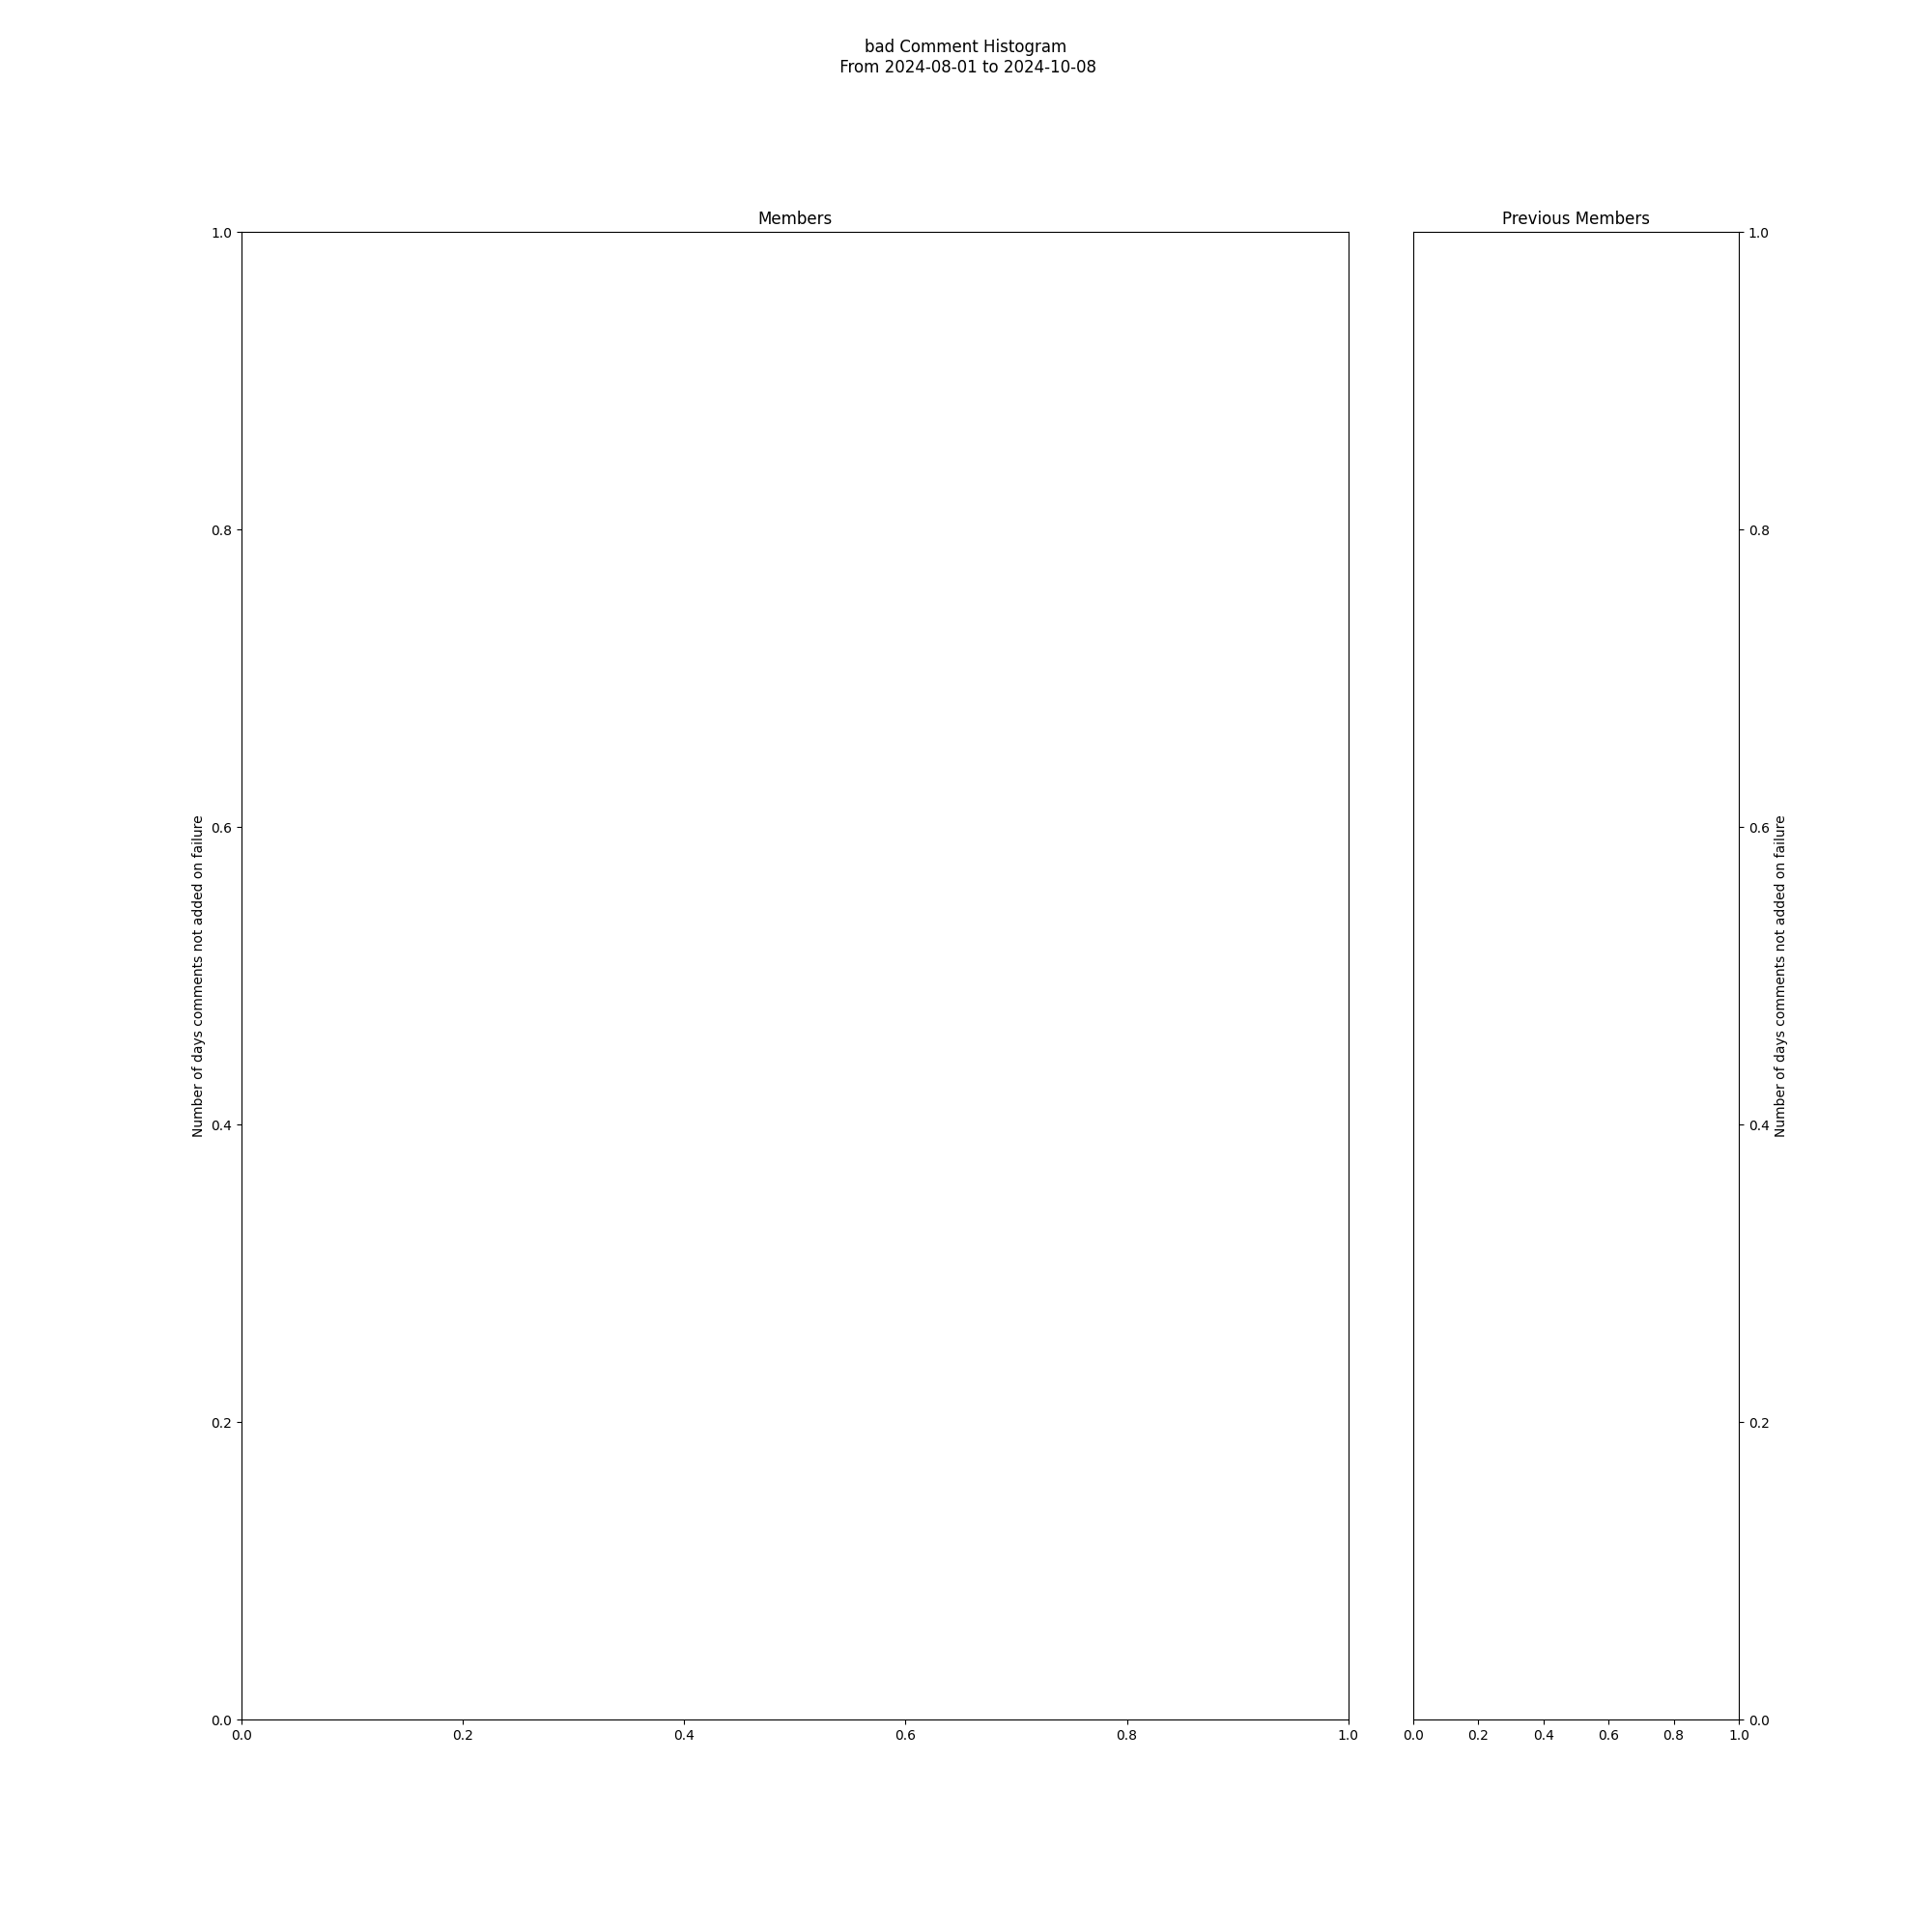 bad Comment Histogram
From 2024-08-01 to 2024-10-08
Members
Number of days comments not added on failure
1.0
0.8
0.6
0.4
0.2
0.0
0.0 0.2 0.4 0.6 0.8 1.0
Previous Members
1.0
0.8
0.6
0.4
0.2
0.0
0.0 0.2 0.4 0.6 0.8 1.0
Number of days comments not added on failure